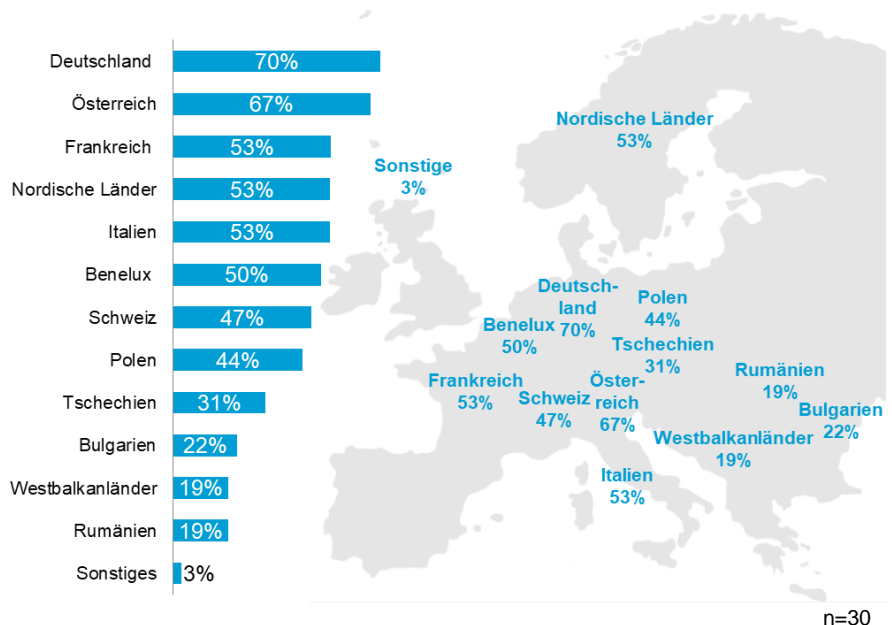 Deutschland 70%
Österreich 67%
Frankreich 53%
Nordische Länder 53%
Italien 53%
Benelux 50%
Schweiz 47%
Polen 44%
Tschechien 31%
Bulgarien 22%
Westbalkanländer 19%
Rumänien 19%
Sonstiges 3%
Nordische Länder
53%
Sonstige
3%
Deutsch-
land
70%
Polen
44%
Benelux
50%
Tschechien
31%
Frankreich
53%
Schweiz
47%
Öster-
reich
67%
Rumänien
19%
Bulgarien
22%
Westbalkanländer
19%
Italien
53%
n=30